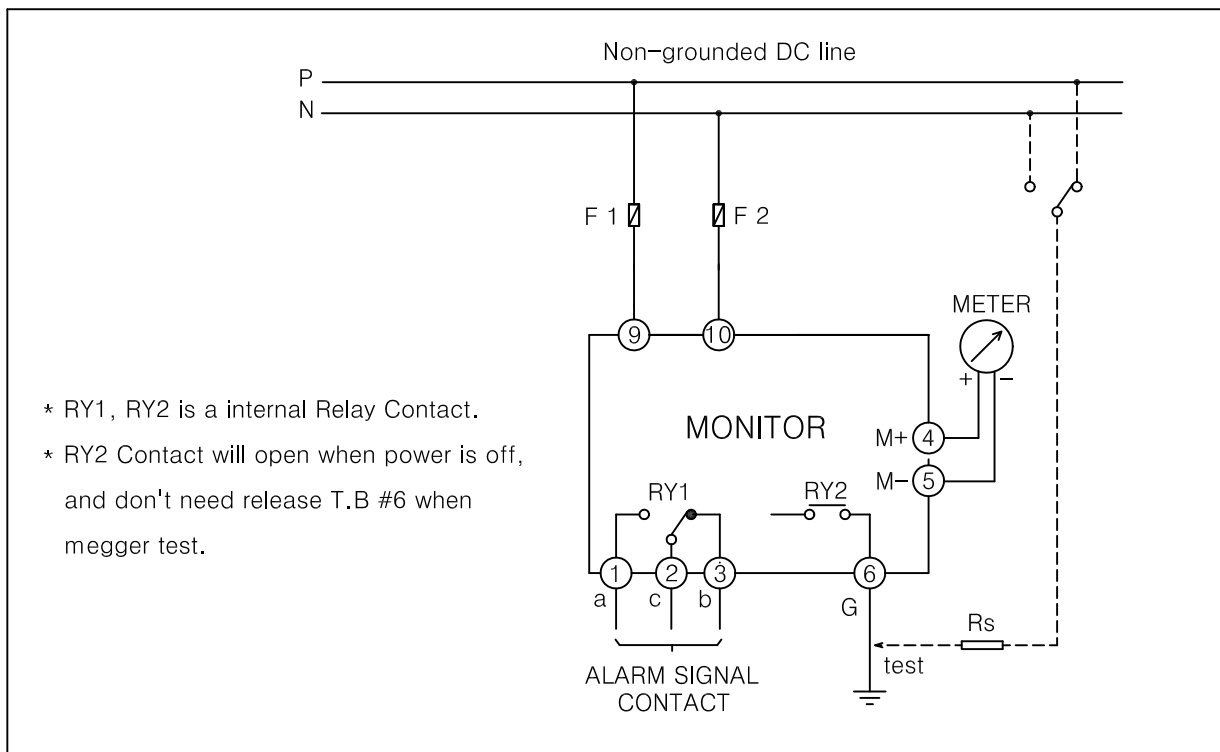 Non-grounded DC line
P
N
F 1
F 2
METER
9
10
+ -
* RY1, RY2 is a internal Relay Contact.
* RY2 Contact will open when power is off,
and don't need release T.B #6 when
megger test.
MONITOR
M+ 4
M- 5
RY1
RY2
1
2
3
6
a
c
b
G
Rs
test
ALARM SIGNAL
CONTACT